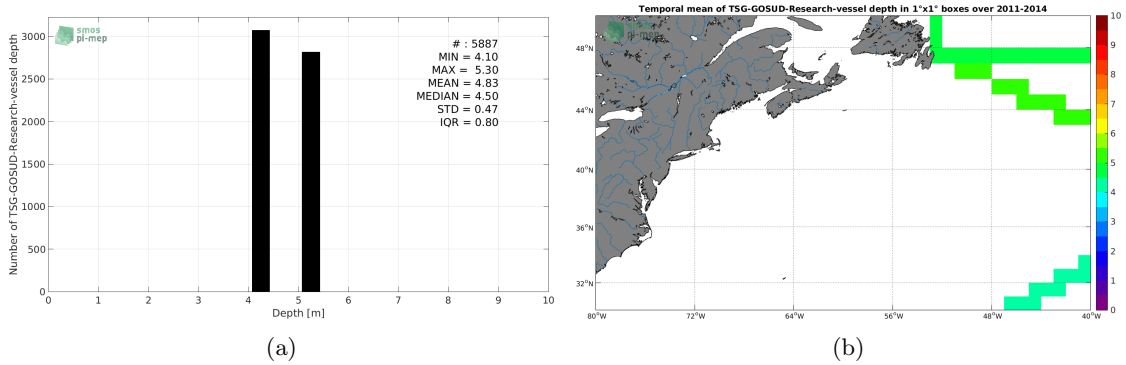 smos
pi-mep
# : 5887
MIN = 4.10
MAX = 5.30
MEAN = 4.83
MEDIAN = 4.50
STD = 0.47
IQR = 0.80
Number of TSG-GOSUD-Research-vessel depth
3000
2500
2000
1500
1000
500
0
0 1 2 3 4 5 6 7 8 9 10
Depth [m]
(a)
Temporal mean of TSG-GOSUD-Research-vessel depth in 1°x1° boxes over 2011-2014
smos
pi-mep
48°N
44°N
40°N
36°N
32°N
80°W 72°W 64°W 56°W 48°W 40°W
10
9
8
7
6
5
4
3
2
1
0
(b)